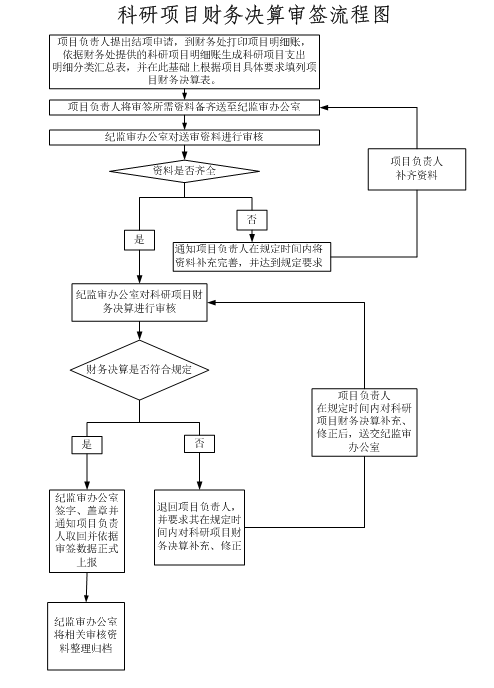 科研项目财务决算审签流程图
项目负责人提出结项申请，到财务处打印项目明细账，
依据财务处提供的科研项目明细账生成科研项目支出
明细分类汇总表，并在此基础上根据项目具体要求填列项
目财务决算表。
项目负责人将审签所需资料备齐送至纪监审办公室
纪监审办公室对送审资料进行审核
项目负责人
补齐资料
资料是否齐全
否
是
通知项目负责人在规定时间内将
资料补充完善，并达到规定要求
纪监审办公室对科研项目财
务决算进行审核
财务决算是否符合规定
项目负责人
在规定时间内对科研
项目财务决算补充、
修正后，送交纪监审
办公室
是
否
纪监审办公室
签字、盖章并
通知项目负责
人取回并依据
审签数据正式
上报
退回项目负责人，
并要求其在规定时
间内对科研项目财
务决算补充、修正
纪监审办公室
将相关审核资
料整理归档